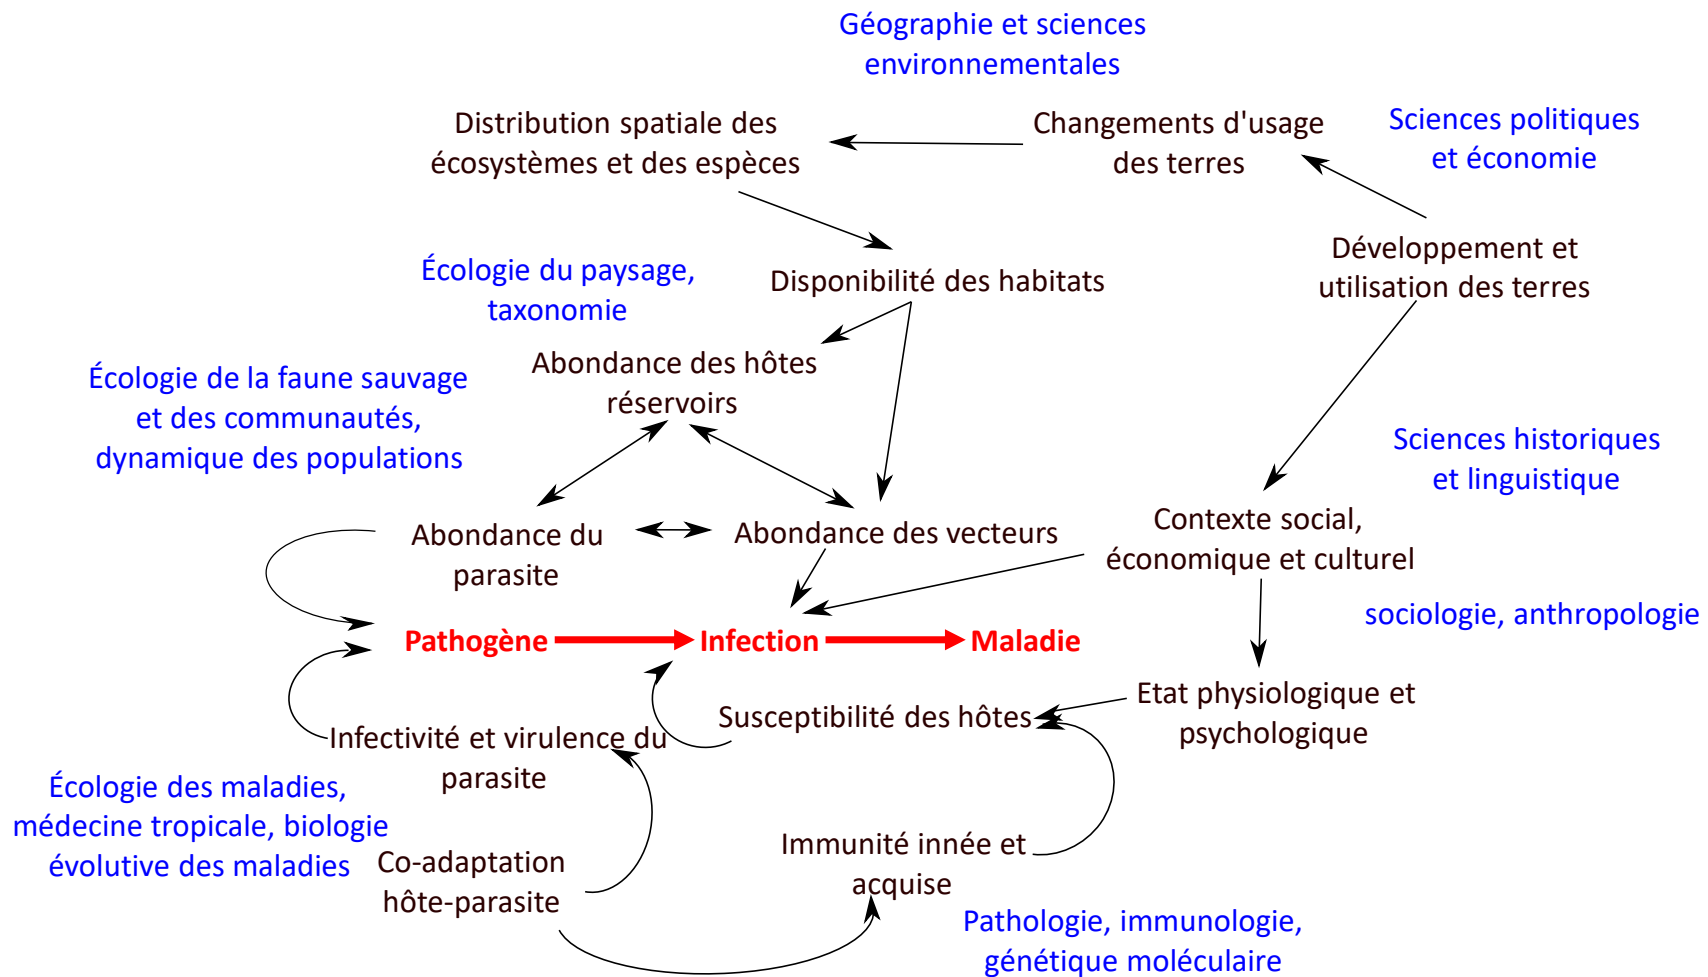 Géographie et sciences
environnementales
Distribution spatiale des
écosystèmes et des espèces
Changements d'usage
des terres
Sciences politiques
et économie
Développement et
utilisation des terres
Écologie du paysage,
taxonomie
Disponibilité des habitats
Abondance des hôtes
réservoirs
Écologie de la faune sauvage
et des communautés,
dynamique des populations
Sciences historiques
et linguistique
Abondance du
parasite
Abondance des vecteurs
Contexte social,
économique et culturel
sociologie, anthropologie
Pathogène
Infection
Maladie
Etat physiologique et
psychologique
Susceptibilité des hôtes
Infectivité et virulence du
parasite
Écologie des maladies,
médecine tropicale, biologie
évolutive des maladies
Co-adaptation
hôte-parasite
Immunité innée et
acquise
Pathologie, immunologie,
génétique moléculaire